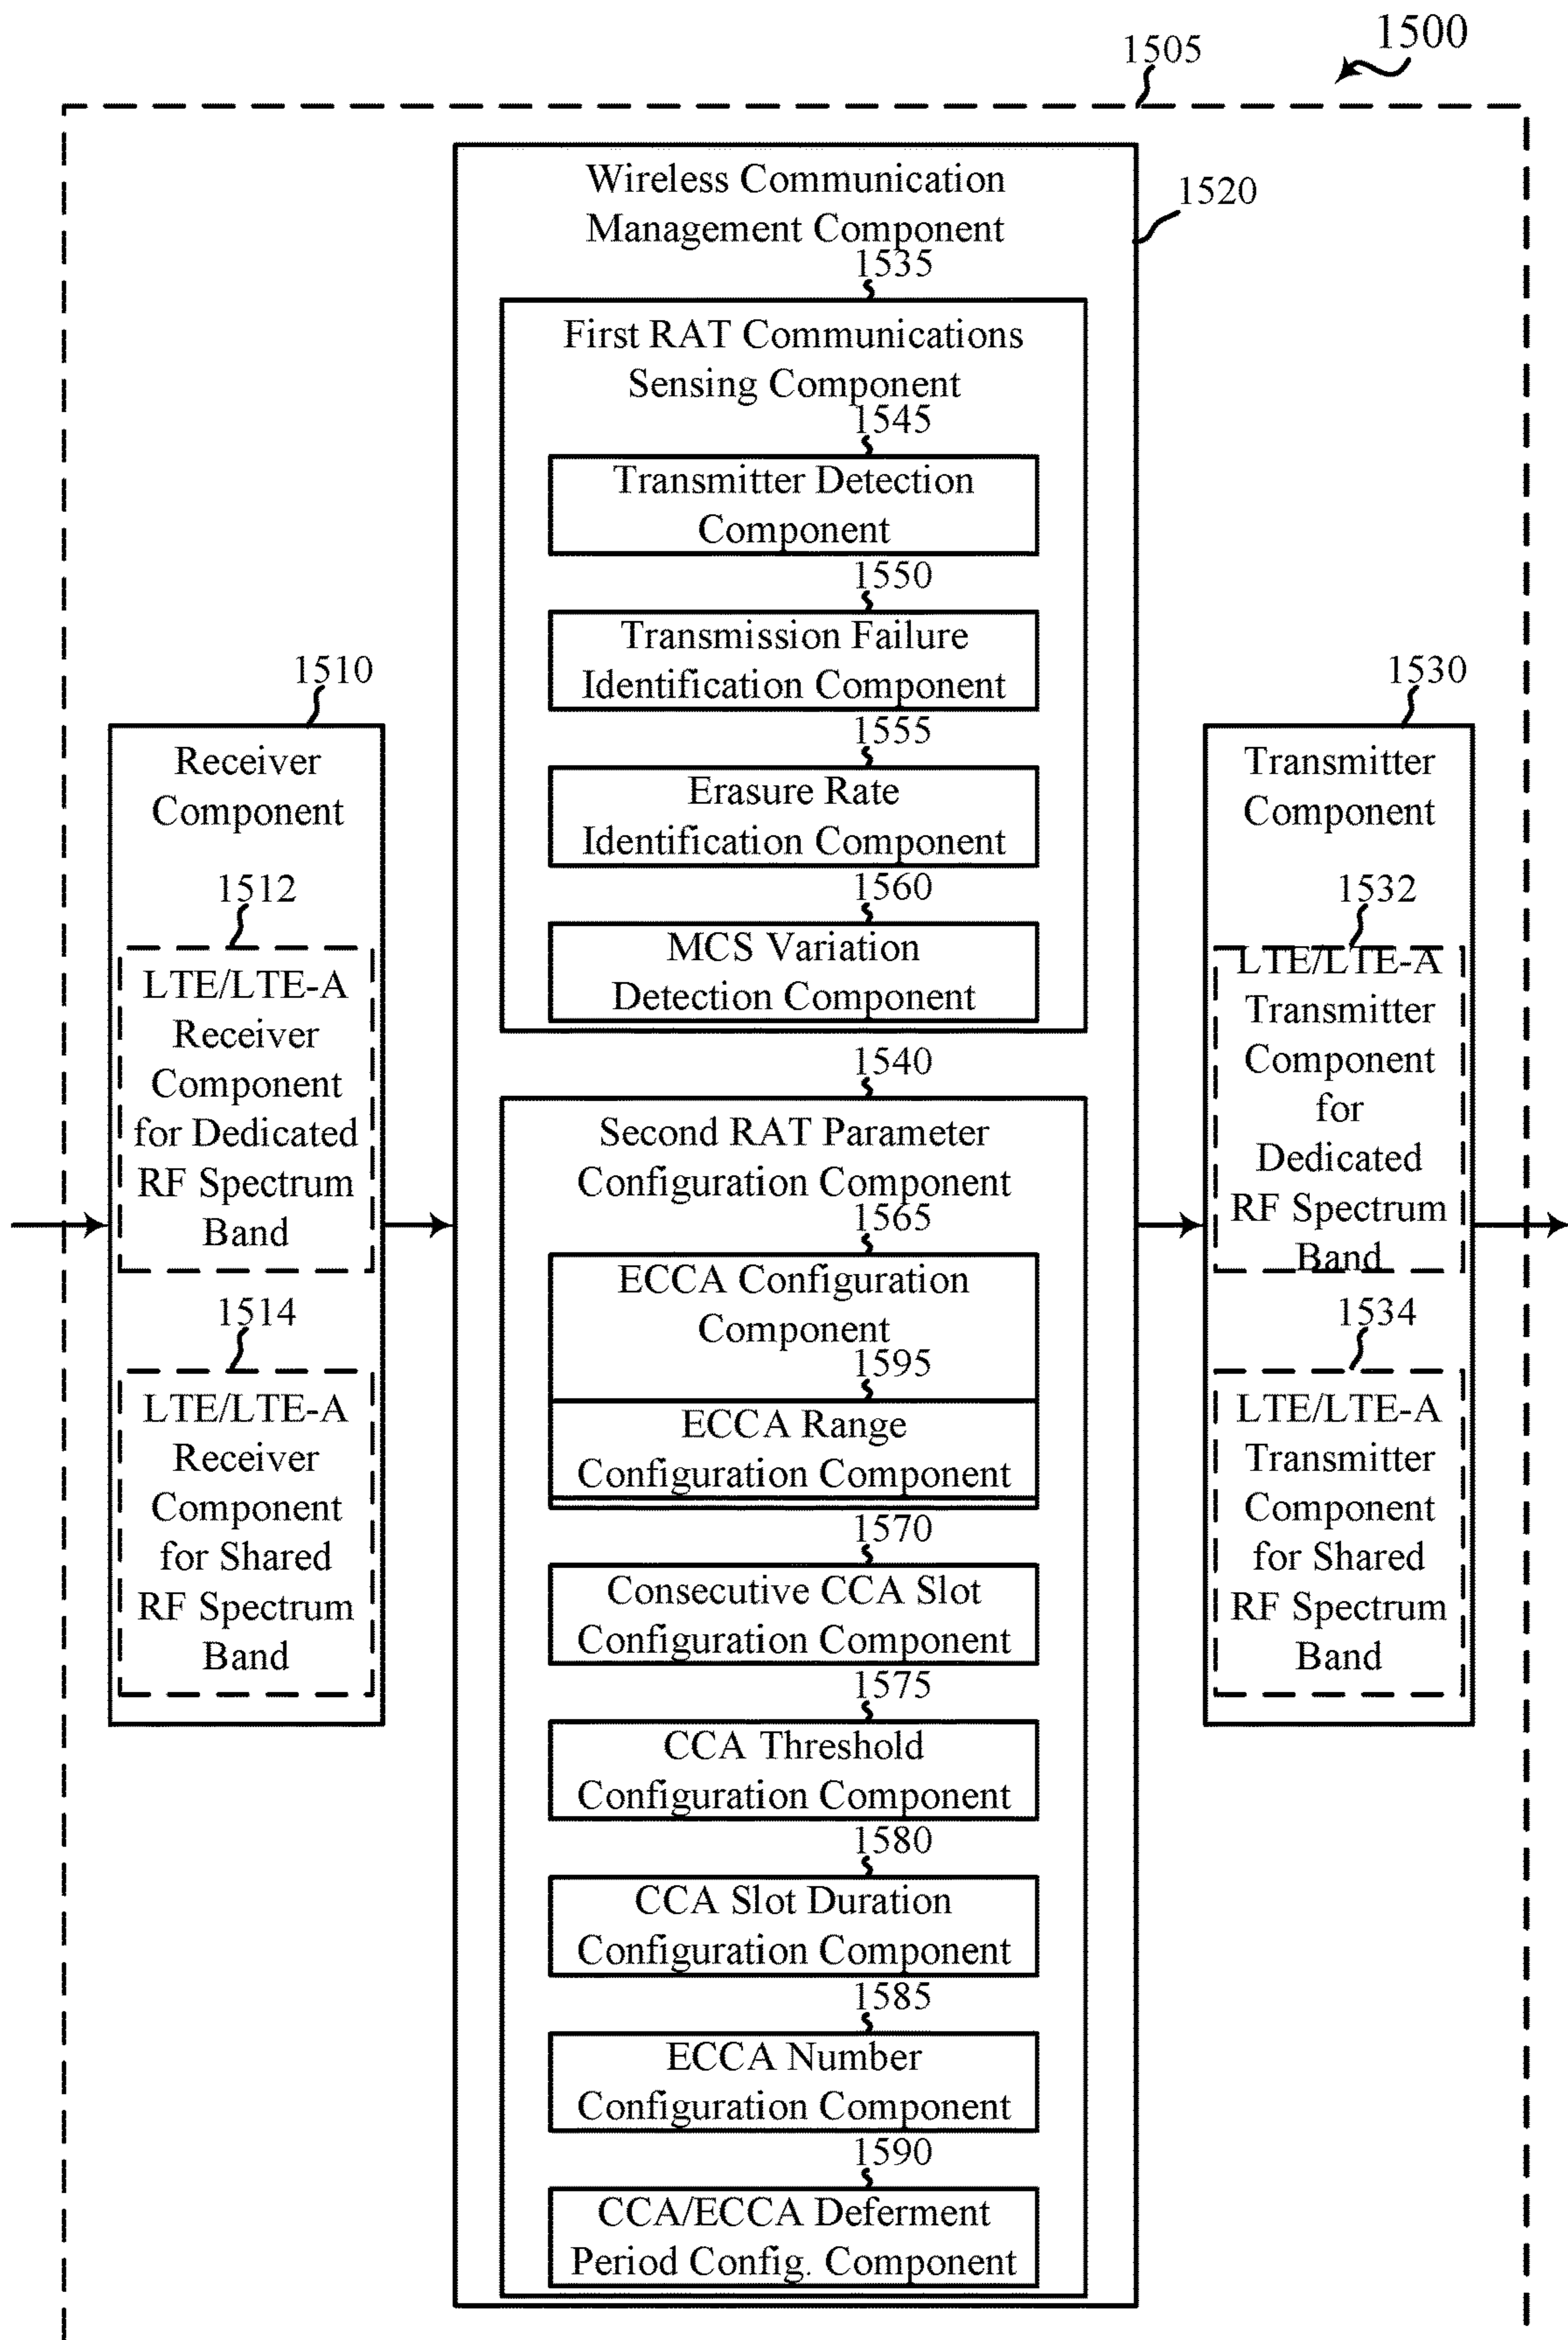 1500
1505
Wireless Communication
Management Component
1520
1535
First RAT Communications
Sensing Component
1545
Transmitter Detection
Component
1550
Transmission Failure
Identification Component
1555
Erasure Rate
Identification Component
1560
MCS Variation
Detection Component
1540
Second RAT Parameter
Configuration Component
1565
ECCA Configuration
Component
1595
ECCA Range
Configuration Component
1570
Consecutive CCA Slot
Configuration Component
1575
CCA Threshold
Configuration Component
1580
CCA Slot Duration
Configuration Component
1585
ECCA Number
Configuration Component
1590
CCA/ECCA Deferment
Period Config. Component
1510
Receiver
Component
1512
LTE/LTE-A
Receiver
Component
for Dedicated
RF Spectrum
Band
1514
LTE/LTE-A
Receiver
Component
for Shared
RF Spectrum
Band
1530
Transmitter
Component
1532
LTE/LTE-A
Transmitter
Component
for
Dedicated
RF Spectrum
Band
1534
LTE/LTE-A
Transmitter
Component
for Shared
RF Spectrum
Band